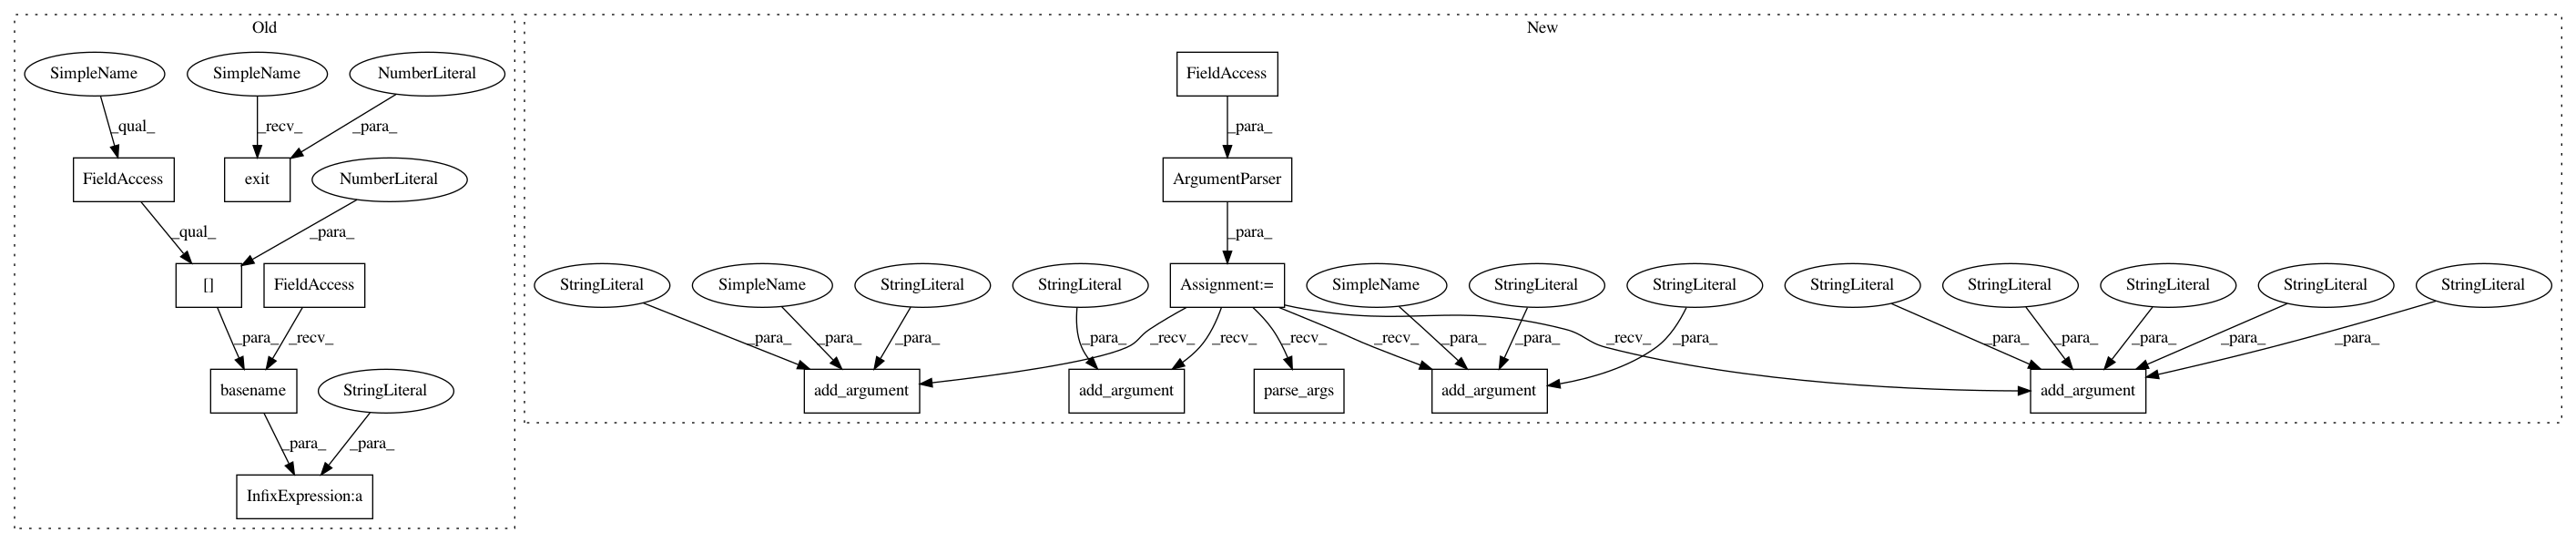 Old
New
SimpleName
SimpleName
NumberLiteral
FieldAccess
_qual_
_recv_
_para_
_para_
FieldAccess
exit
NumberLiteral
ArgumentParser
_qual_
_para_
_para_
[]
FieldAccess
StringLiteral
SimpleName
StringLiteral
StringLiteral
Assignment:=
SimpleName
StringLiteral
StringLiteral
StringLiteral
StringLiteral
StringLiteral
StringLiteral
StringLiteral
_para_
_recv_
_para_
_para_
_para_
_recv_
_para_
_recv_
_recv_
_recv_
_para_
_para_
_para_
_recv_
_para_
_para_
_para_
_para_
_para_
basename
StringLiteral
add_argument
add_argument
parse_args
add_argument
add_argument
_para_
_para_
InfixExpression:a